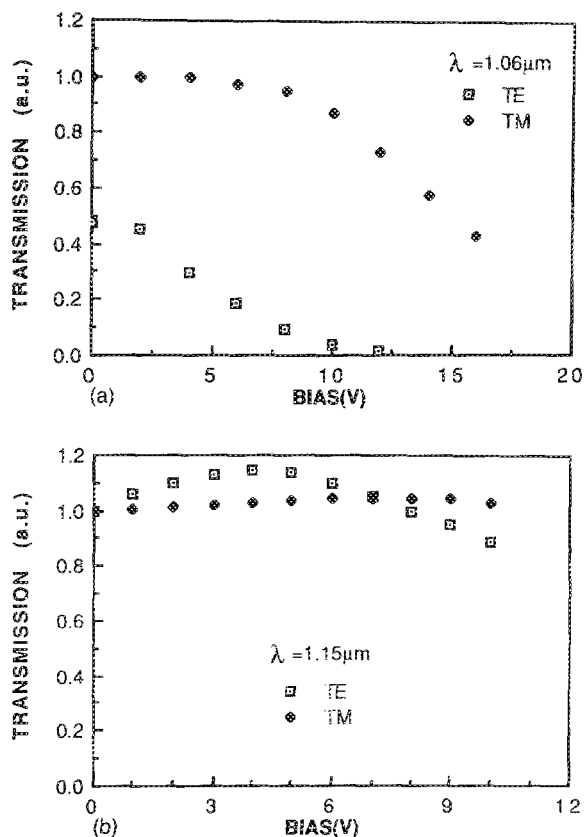 1.2
1.0
0.8
0.6
0.4
0.2
0.0
TRANSMISSION (a.u.)
λ =1.06μm
TE
TM
0 5 10 15 20
(a) BIAS(V)
1.2
1.0
0.8
0.6
0.4
0.2
0.0
TRANSMISSION (a.u.)
λ =1.15μm
TE
TM
0 3 6 9 12
(b) BIAS(V)